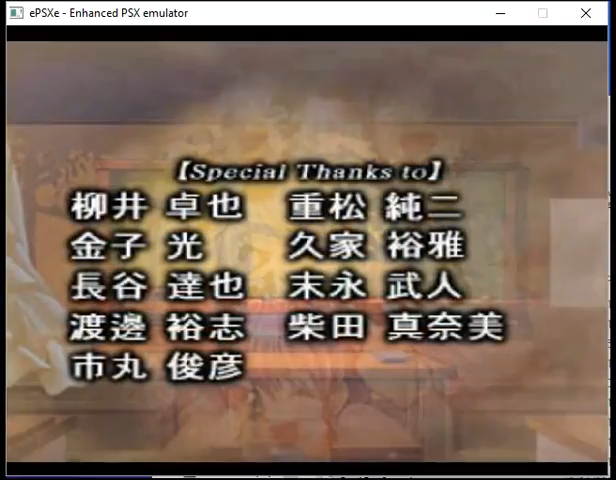 ePSXe - Enhanced PSX emulator
【Special Thanks to】
柳井 卓也 重松 純二
金子 光 久家 裕雅
長谷 達也 末永 武人
渡邊 裕志 柴田 真奈美
市丸 俊彦